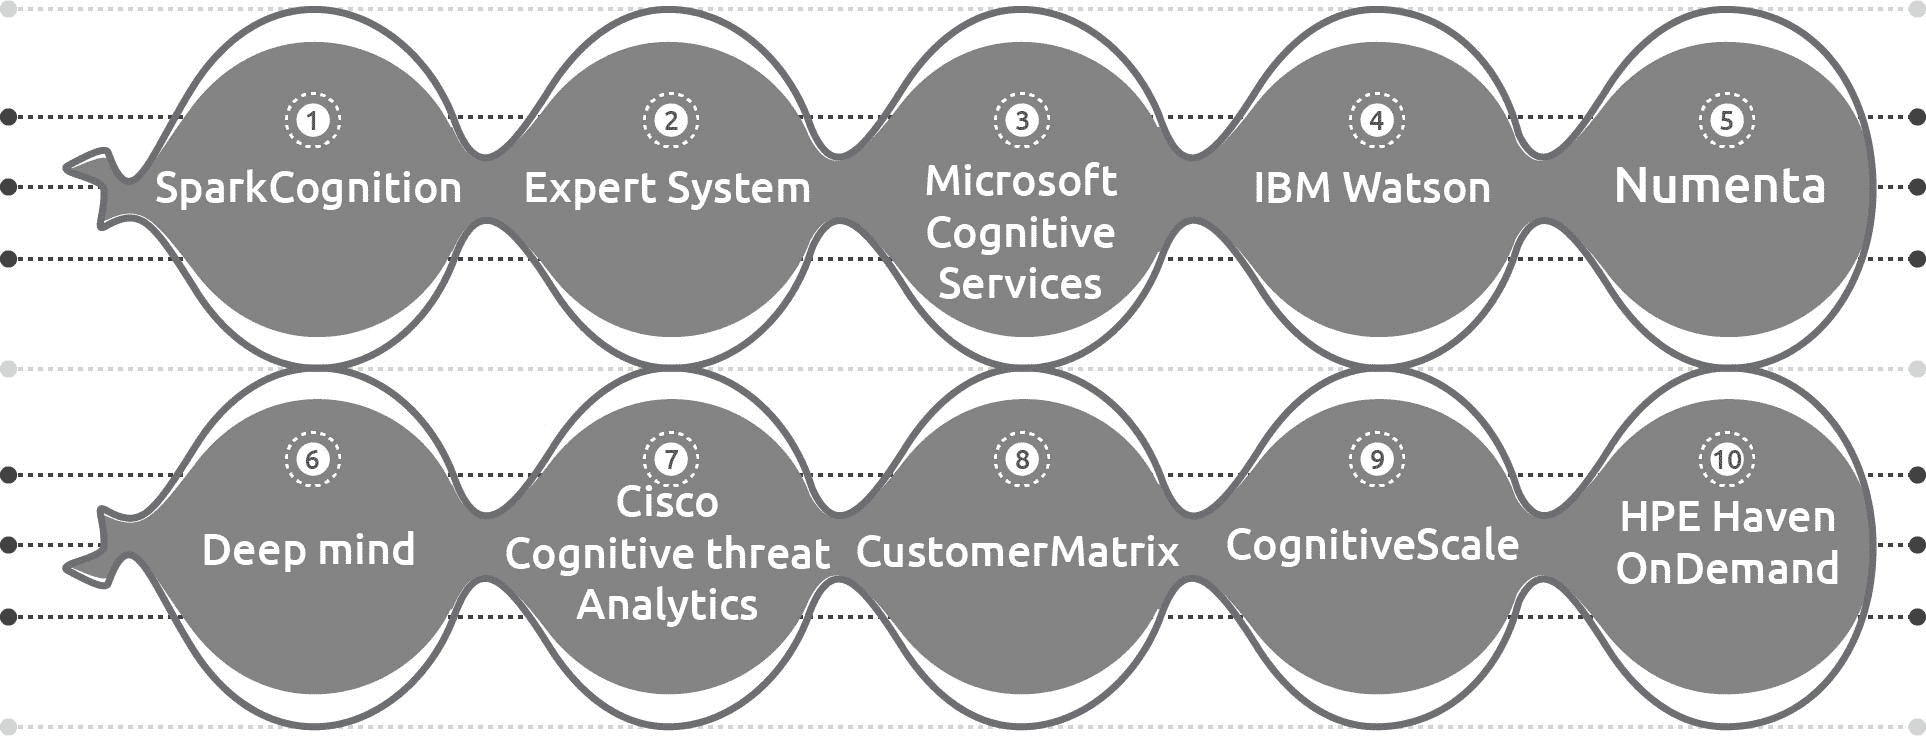 1
SparkCognition
2
Expert System
3
Microsoft
Cognitive
Services
4
IBM Watson
5
Numenta
6
Deep mind
7
Cisco
Cognitive threat
Analytics
8
CustomerMatrix
9
CognitiveScale
10
HPE Haven
OnDemand